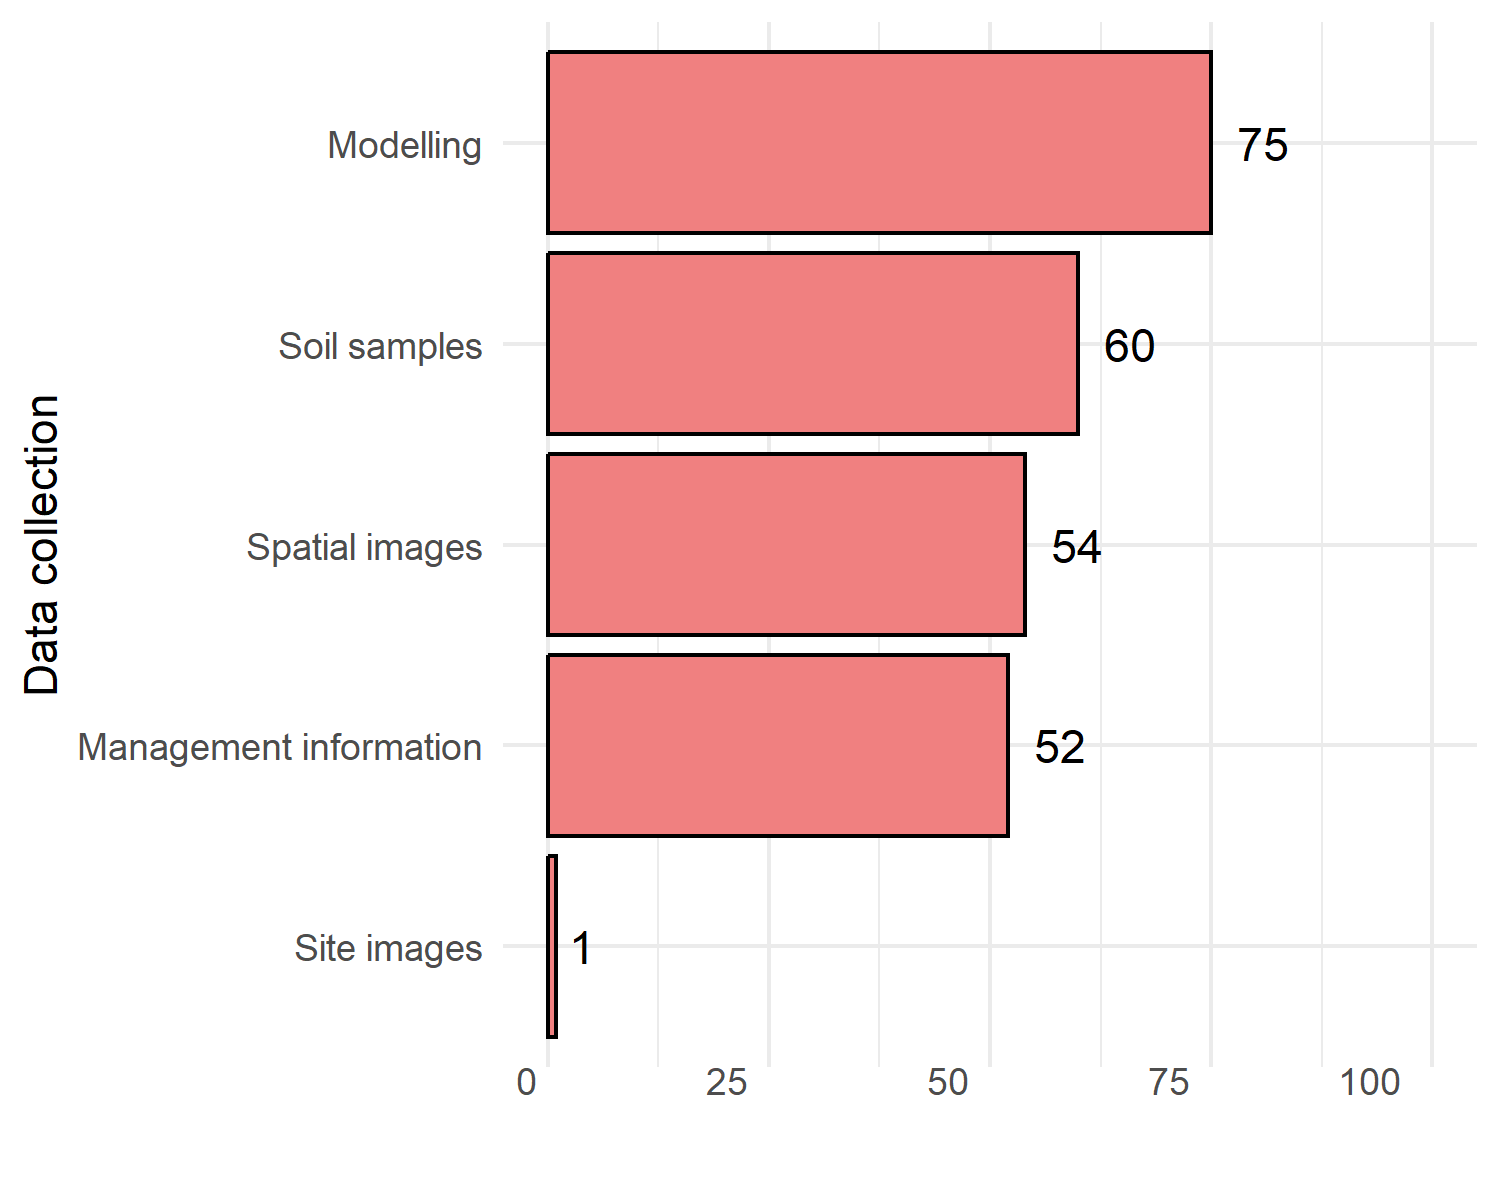 Data collection
Modelling
75
Soil samples
60
Spatial images
54
Management information
52
Site images
1
0 25 50 75 100